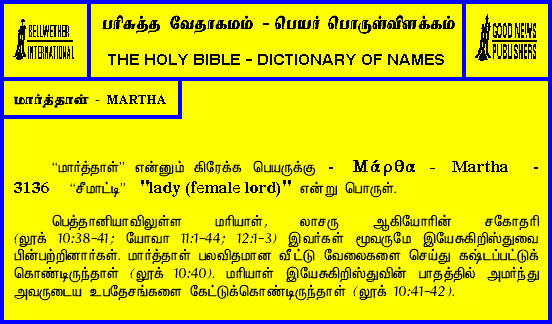 BELLWETHER
INTERNATIONAL
பரிசுத்த வேதாகமம் - பெயர் பொருள்விளக்கம்
THE HOLY BIBLE - DICTIONARY OF NAMES
GOOD NEWS
PUBLISHERS
மார்த்தாள் - MARTHA
“மார்த்தாள்” என்னும் கிரேக்க பெயருக்கு - Μάρθα - Martha -
3136 “சீமாட்டி” "lady (female lord)" என்று பொருள்.
பெத்தானியாவிலுள்ள மரியாள், லாசரு ஆகியோரின் சகோதரி
(லூக் 10:38-41; யோவா 11:1-44; 12:1-3) இவர்கள் மூவருமே இயேசுகிறிஸ்துவை
பின்பற்றினார்கள். மார்த்தாள் பலவிதமான வீட்டு வேலைகளை செய்து கஷ்டப்பட்டுக்
கொண்டிருந்தாள் (லூக் 10:40). மரியாள் இயேசுகிறிஸ்துவின் பாதத்தில் அமர்ந்து
அவருடைய உபதேசங்களை கேட்டுக்கொண்டிருந்தாள் (லூக் 10:41-42).